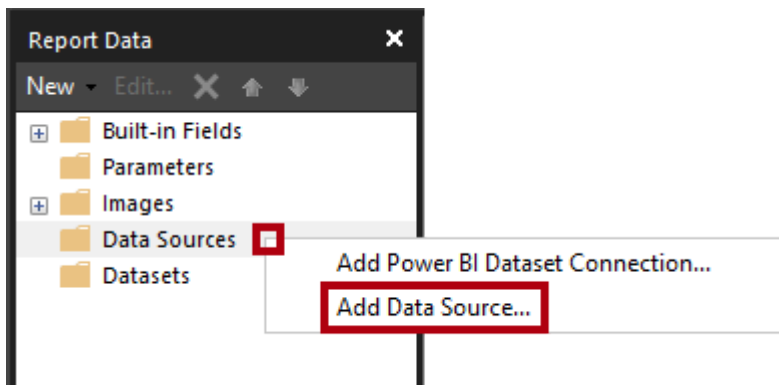 Report Data
New Edit...
Built-in Fields
Parameters
Images
Data Sources
Datasets
Add Power BI Dataset Connection...
Add Data Source...